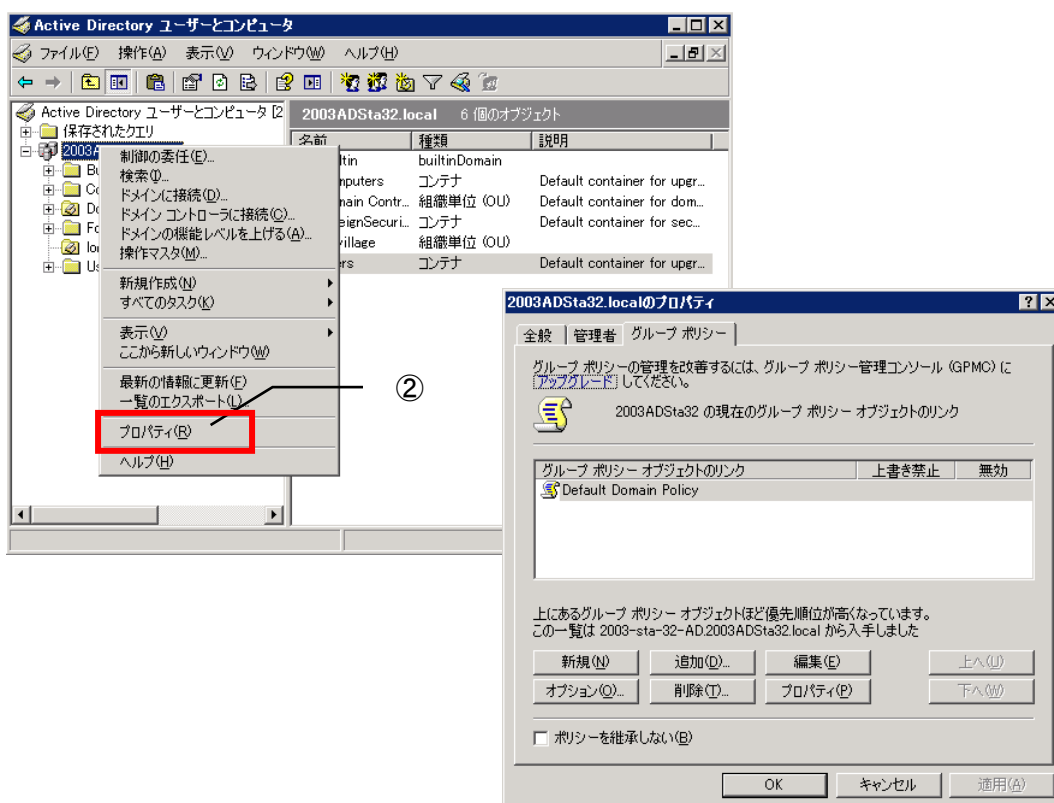 Active Directory ユーザーとコンピュータ
ファイル(F) 操作(A) 表示(V) ウィンドウ(W) ヘルプ(H)
Active Directory ユーザーとコンピュータ [2
保存されたクエリ
2003A
Bu
Co
Do
Fo
lo
Us
2003ADSta32.local 6 個のオブジェクト
名前 種類 説明
ltin builtinDomain
nputers コンテナ Default container for upgr...
main Contr... 組織単位 (OU) Default container for dom...
eignSecuri... コンテナ Default container for sec...
village 組織単位 (OU)
ers コンテナ Default container for upgr...
制御の委任(E)...
検索(I)...
ドメインに接続(D)...
ドメイン コントローラに接続(C)...
ドメインの機能レベルを上げる(A)...
操作マスタ(M)...
新規作成(N)
すべてのタスク(K)
表示(V)
ここから新しいウィンドウ(W)
最新の情報に更新(F)
一覧のエクスポート(L)...
プロパティ(R)
ヘルプ(H)
②
2003ADSta32.localのプロパティ
全般 管理者 グループ ポリシー
グループ ポリシーの管理を改善するには、グループ ポリシー管理コンソール (GPMC) に
アップグレード してください。
2003ADSta32 の現在のグループ ポリシー オブジェクトのリンク
グループ ポリシー オブジェクトのリンク 上書き禁止 無効
Default Domain Policy
上にあるグループ ポリシー オブジェクトほど優先順位が高くなっています。
この一覧は 2003-sta-32-AD.2003ADSta32.local から入手しました
新規(N) 追加(D)... 編集(E) 上へ(U)
オプション(O)... 削除(T)... プロパティ(P) 下へ(W)
ポリシーを継承しない(B)
OK キャンセル 適用(A)